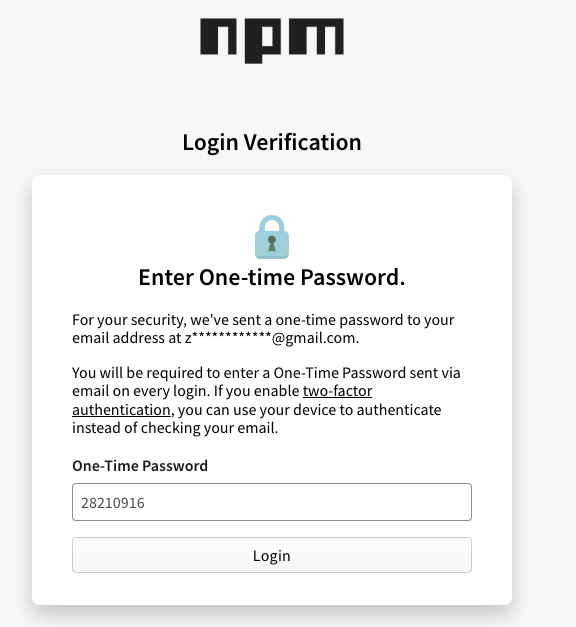 npm
Login Verification
Enter One-time Password.
For your security, we've sent a one-time password to your
email address at z************@gmail.com.
You will be required to enter a One-Time Password sent via
email on every login. If you enable two-factor
authentication, you can use your device to authenticate
instead of checking your email.
One-Time Password
28210916
Login